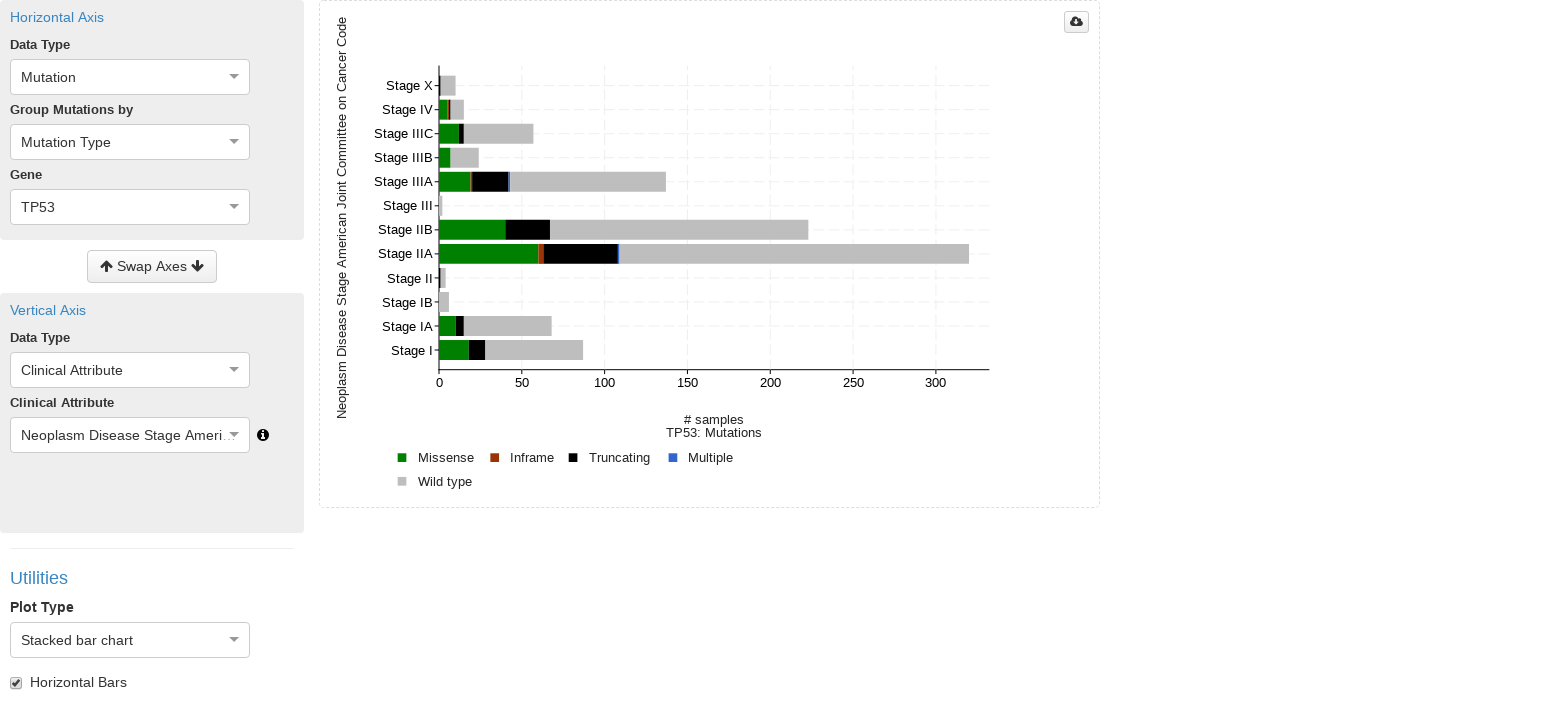 Horizontal Axis
Data Type
Mutation
Group Mutations by
Mutation Type
Gene
TP53
Swap Axes
Vertical Axis
Data Type
Clinical Attribute
Clinical Attribute
Neoplasm Disease Stage Ameri...
Utilities
Plot Type
Stacked bar chart
Horizontal Bars
Neoplasm Disease Stage American Joint Committee on Cancer Code
Stage X
Stage IV
Stage IIIC
Stage IIIB
Stage IIIA
Stage III
Stage IIB
Stage IIA
Stage II
Stage IB
Stage IA
Stage I
0 50 100 150 200 250 300
# samples
TP53: Mutations
Missense Inframe Truncating Multiple
Wild type